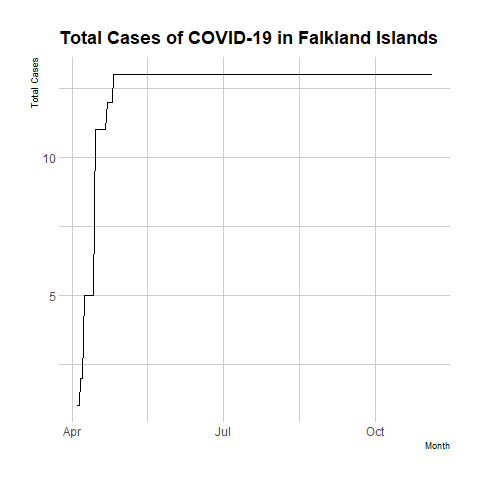 Total Cases of COVID-19 in Falkland Islands
Total Cases
10
5
Apr Jul Oct
Month